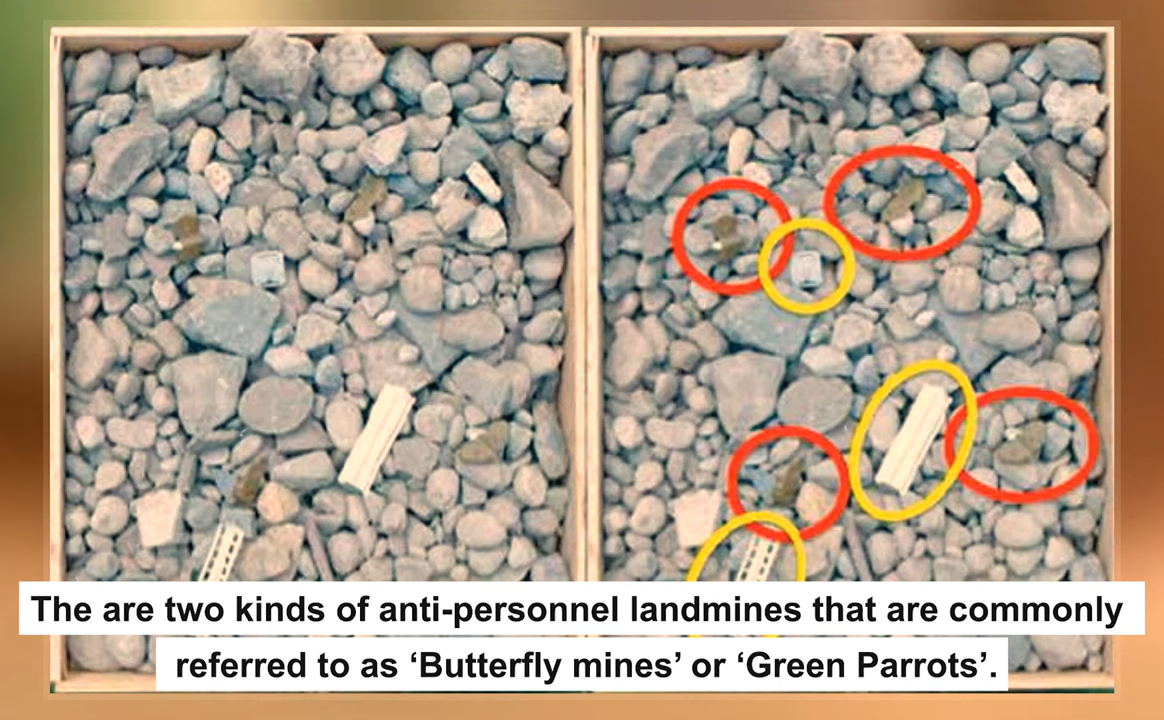 The are two kinds of anti-personnel landmines that are commonly
referred to as ‘Butterfly mines’ or ‘Green Parrots’.